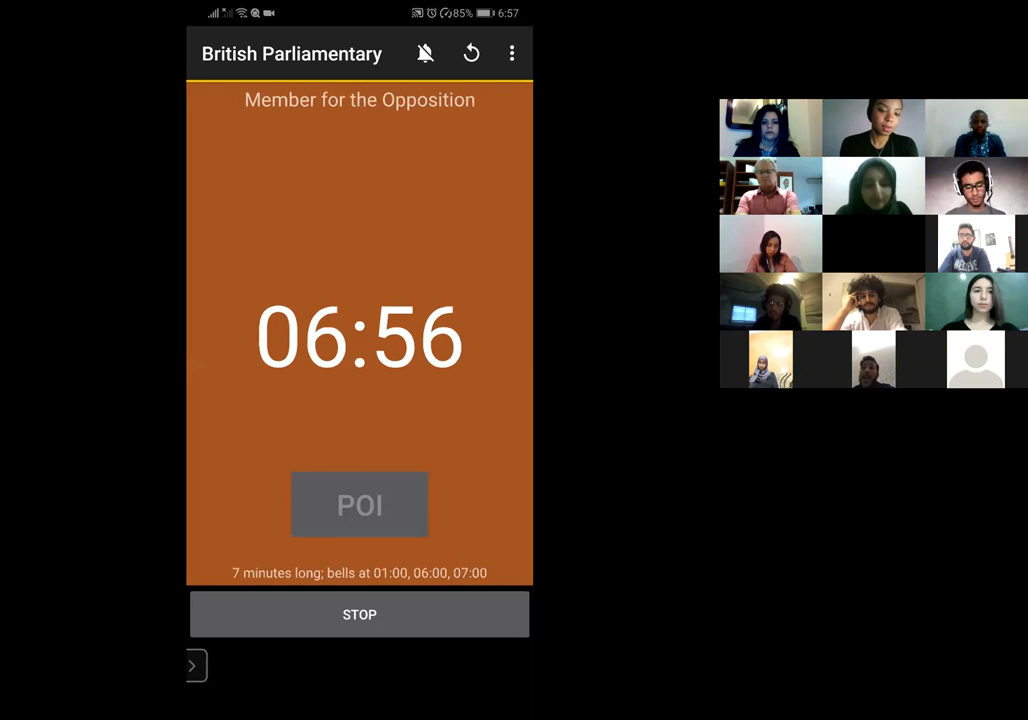 85% 6:57
British Parliamentary
Member for the Opposition
06:56
POI
7 minutes long; bells at 01:00, 06:00, 07:00
STOP
BELIEVE